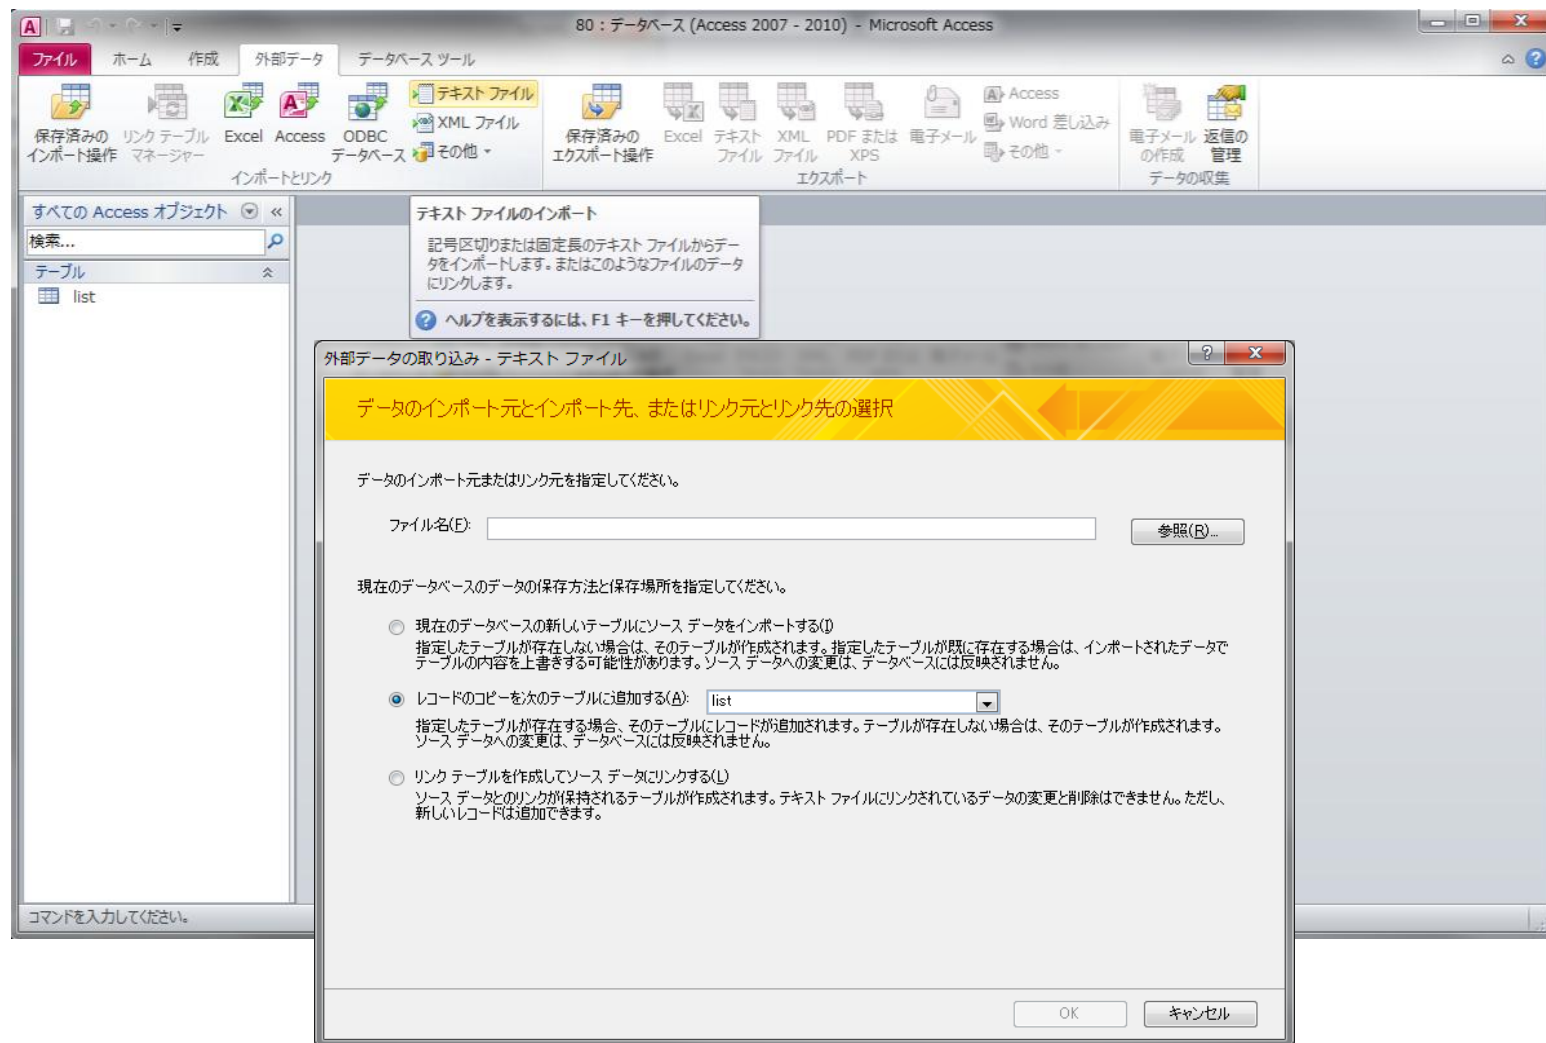 80 : データベース (Access 2007 - 2010) - Microsoft Access
ファイル ホーム 作成 外部データ データベース ツール
保存済みの
インポート操作
リンク テーブル
マネージャー
Excel
Access
ODBC
データベース
テキスト ファイル
XML ファイル
その他
インポートとリンク
保存済みの
エクスポート操作
Excel
テキスト
ファイル
XML
ファイル
PDF または
XPS
電子メール
Access
Word 差し込み
その他
エクスポート
電子メール
の作成
返信の
管理
データの収集
すべての Access オブジェクト
検索...
テーブル
list
テキスト ファイルのインポート
記号区切りまたは固定長のテキスト ファイルからデー
タをインポートします。またはこのようなファイルのデータ
にリンクします。
ヘルプを表示するには、F1 キーを押してください。
外部データの取り込み - テキスト ファイル
データのインポート元とインポート先、またはリンク元とリンク先の選択
データのインポート元またはリンク元を指定してください。
ファイル名(F):
参照(R)...
現在のデータベースのデータの保存方法と保存場所を指定してください。
現在のデータベースの新しいテーブルにソース データをインポートする(I)
指定したテーブルが存在しない場合は、そのテーブルが作成されます。指定したテーブルが既に存在する場合は、インポートされたデータで
テーブルの内容を上書きする可能性があります。ソース データへの変更は、データベースには反映されません。
レコードのコピーを次のテーブルに追加する(A): list
指定したテーブルが存在する場合、そのテーブルにレコードが追加されます。テーブルが存在しない場合は、そのテーブルが作成されます。
ソース データへの変更は、データベースには反映されません。
リンク テーブルを作成してソース データにリンクする(L)
ソース データとのリンクが保持されるテーブルが作成されます。テキスト ファイルにリンクされているデータの変更と削除はできません。ただし、
新しいレコードは追加できます。
コマンドを入力してください。
OK
キャンセル